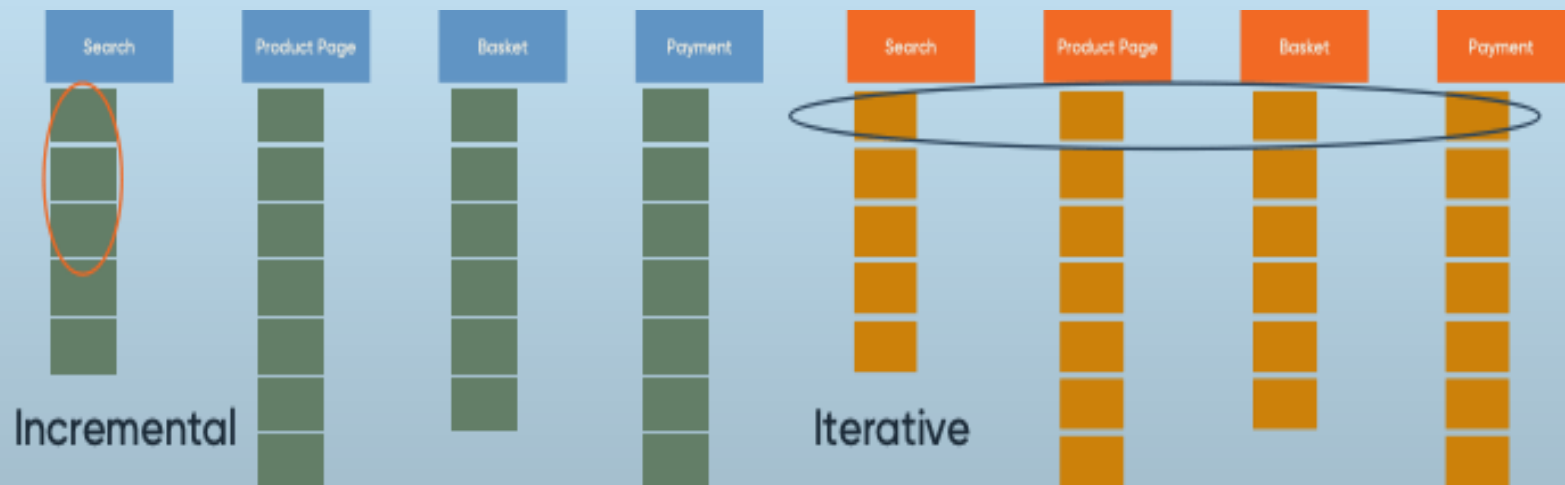 Search
Product Page
Basket
Payment
Search
Product Page
Basket
Payment
Incremental
Iterative